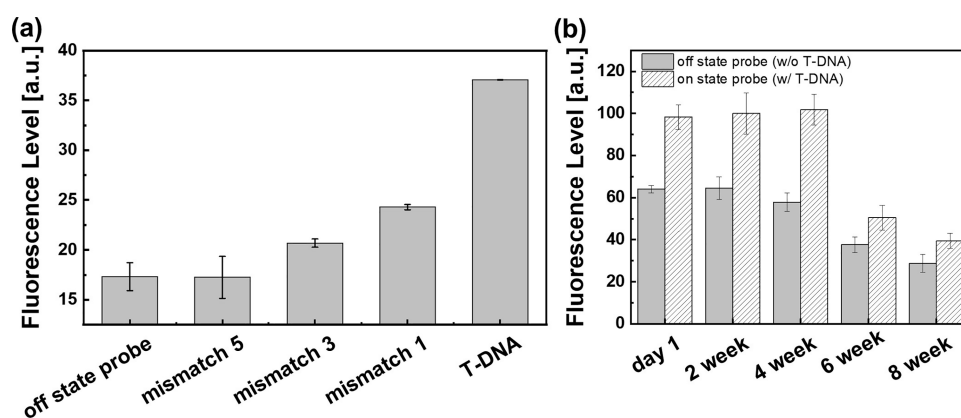 (a)
Fluorescence Level [a.u.]
40
35
30
25
20
15
off state probe
mismatch 5
mismatch 3
mismatch 1
T-DNA
(b)
Fluorescence Level [a.u.]
off state probe (w/o T-DNA)
on state probe (w/ T-DNA)
120
100
80
60
40
20
0
day 1
2 week
4 week
6 week
8 week